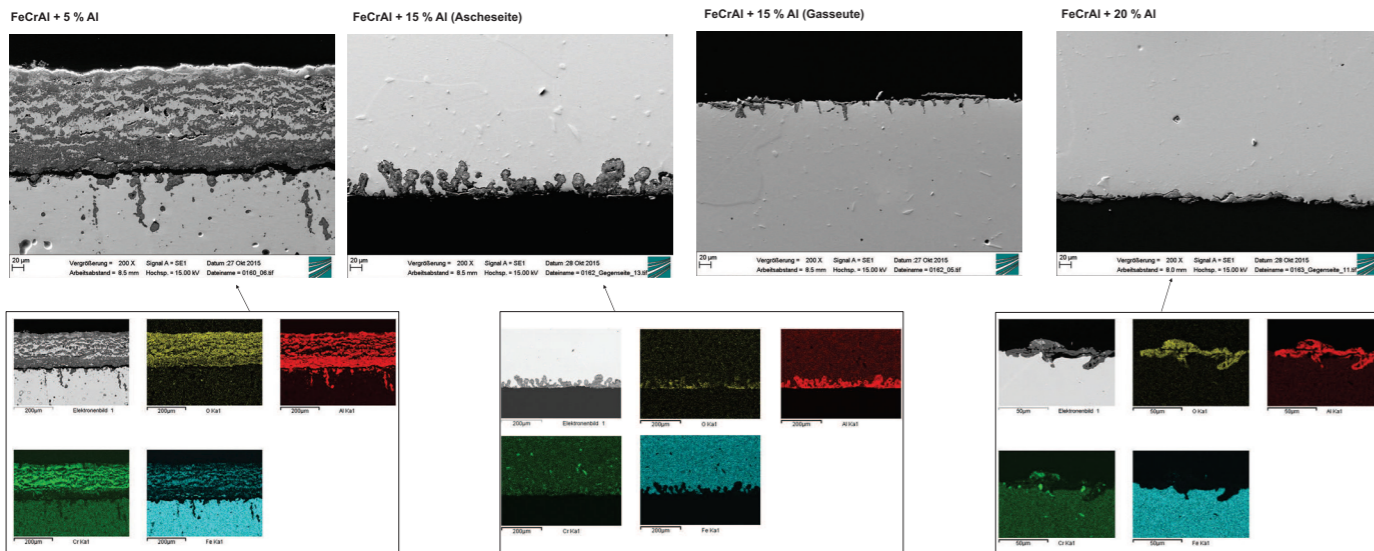 FeCrAl + 5 % Al
FeCrAl + 15 % Al (Ascheseite)
FeCrAl + 15 % Al (Gasseute)
FeCrAl + 20 % Al
20 µm
Vergrößerung = 200 X Signal A = SE1 Datum :27 Okt 2015
Arbeitsabstand = 8.5 mm Hochsp. = 15.00 kV Dateiname = 0160_06.tif
20 µm
Vergrößerung = 200 X Signal A = SE1 Datum :28 Okt 2015
Arbeitsabstand = 8.5 mm Hochsp. = 15.00 kV Dateiname = 0162_Gegenseite_13.tif
20 µm
Vergrößerung = 200 X Signal A = SE1 Datum :27 Okt 2015
Arbeitsabstand = 8.5 mm Hochsp. = 15.00 kV Dateiname = 0162_05.tif
20 µm
Vergrößerung = 200 X Signal A = SE1 Datum :28 Okt 2015
Arbeitsabstand = 8.0 mm Hochsp. = 15.00 kV Dateiname = 0163_Gegenseite_11.tif
200µm Elektronenbild 1
200µm O Ka1
200µm Al Ka1
200µm Cr Ka1
200µm Fe Ka1
200µm Elektronenbild 1
200µm O Ka1
200µm Al Ka1
200µm Cr Ka1
200µm Fe Ka1
50µm Elektronenbild 1
50µm O Ka1
50µm Al Ka1
50µm Cr Ka1
50µm Fe Ka1